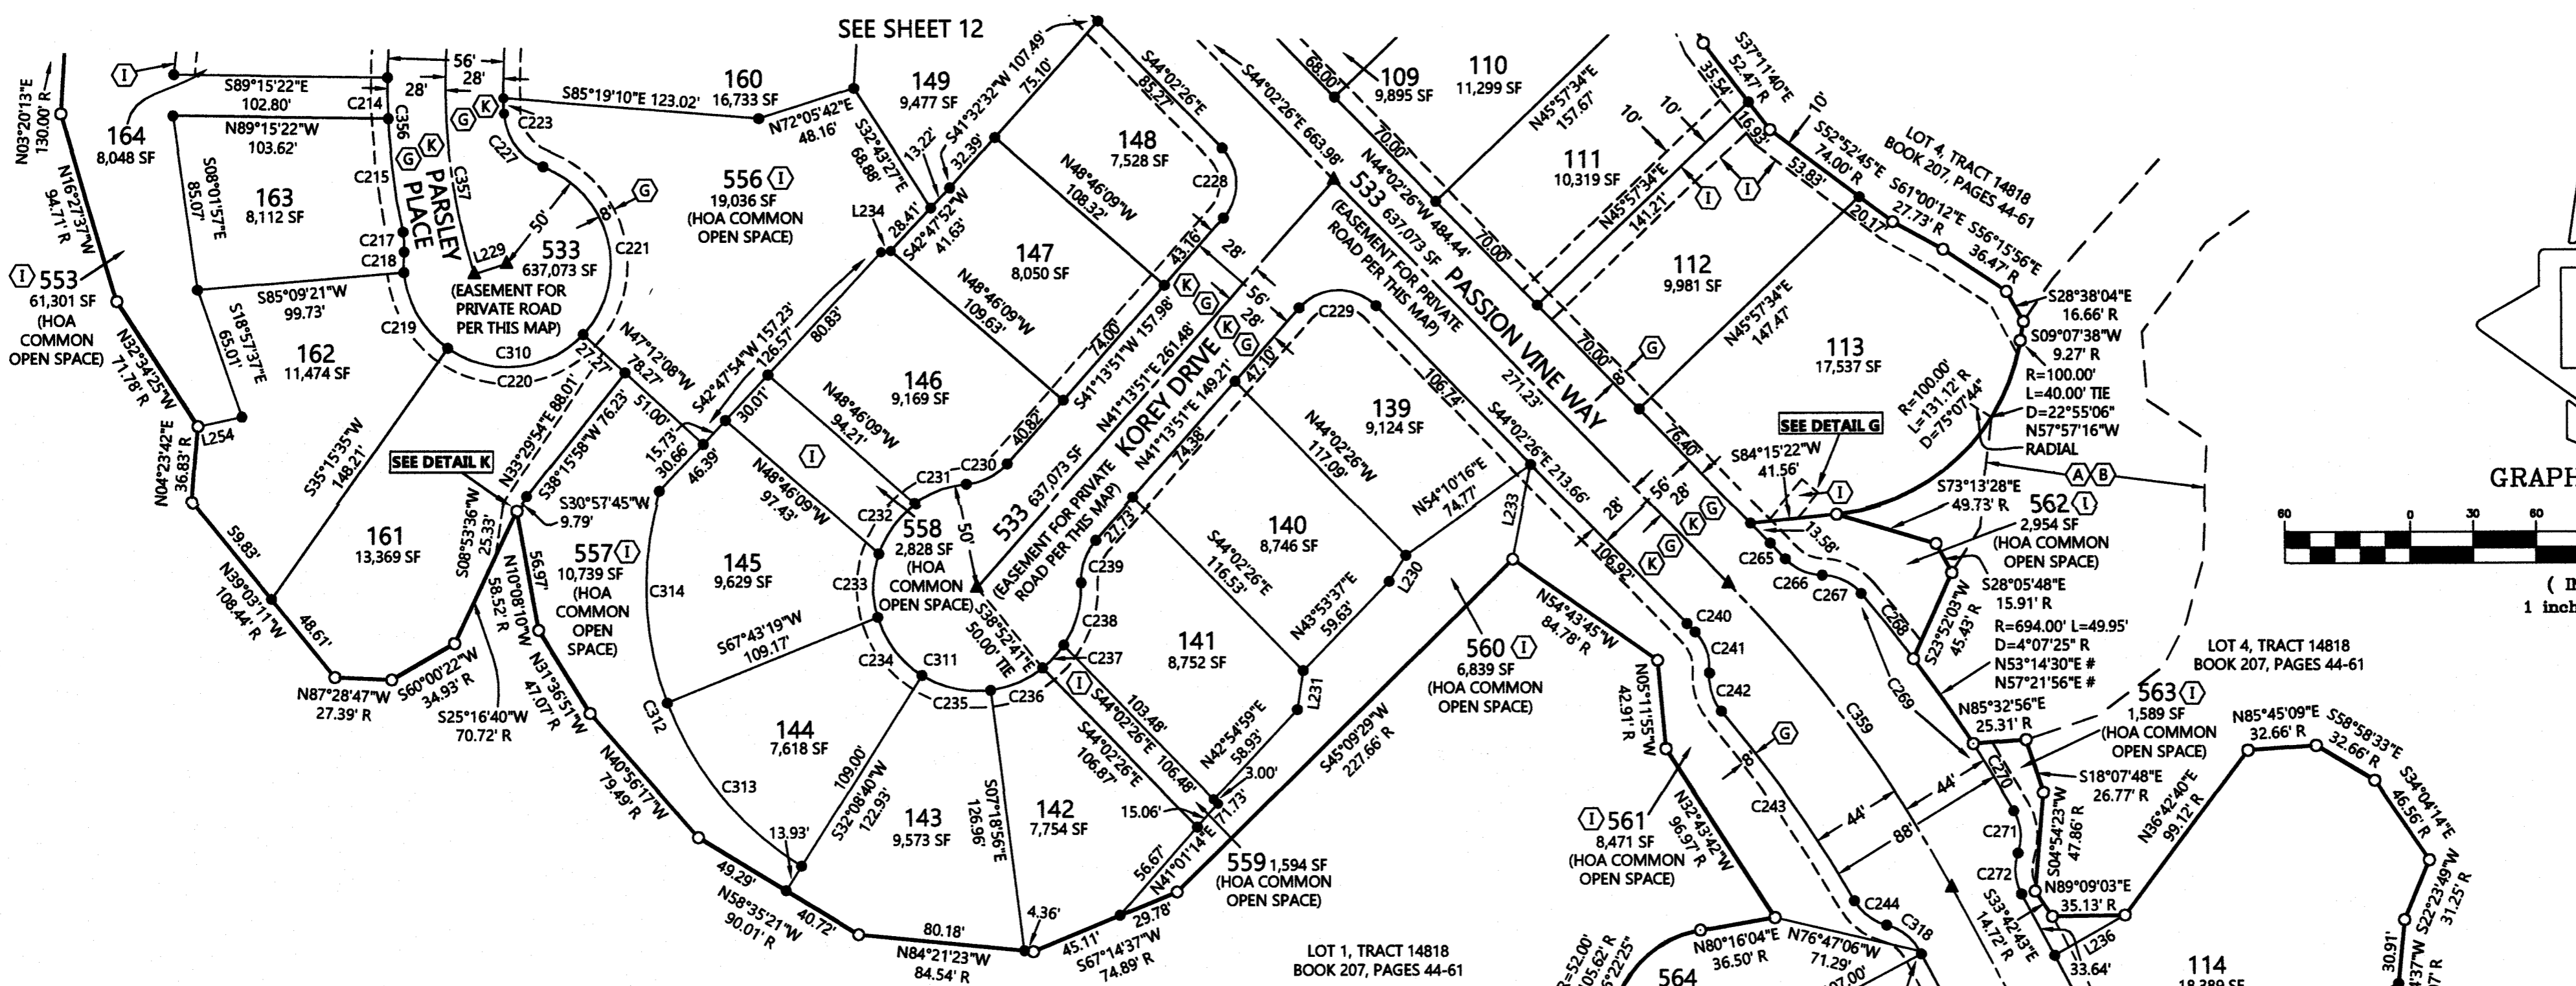 SEE SHEET 12
N03°20'13"E
130.00' R
I
S89°15'22"E
102.80'
N89°15'22"W
103.62'
164
8,048 SF
163
8,112 SF
S08°01'57"E
85.07'
N16°27'37"W
94.71' R
I 553
61,301 SF
(HOA
COMMON
OPEN SPACE)
S85°09'21"W
99.73'
S18°57'37"E
65.01'
162
11,474 SF
N32°34'25"W
71.78' R
L254
N04°23'42"E
36.83' R
S35°15'35"W
148.21'
161
13,369 SF
59.83'
N39°03'11"W
108.44' R
48.61'
N87°28'47"W
27.39' R
S60°00'22"W
34.93' R
S25°16'40"W
70.72' R
S08°53'36"W
25.33'
58.52' R
SEE DETAIL K
56'
28'
28'
C214
C356
C215
G K
PARSLEY
PLACE
C357
C217
C218
C219
C220
C310
C221
G K
C223
C227
50'
8'
G
L229
533
637,073 SF
(EASEMENT FOR
PRIVATE ROAD
PER THIS MAP)
27.27'
N47°12'08"W
78.27'
51.00'
N33°29'54"E 88.01'
S38°15'58"W 76.23'
S30°57'45"W
9.79'
S85°19'10"E 123.02'
160
16,733 SF
N72°05'42"E
48.16'
S32°43'27"E
68.88'
149
9,477 SF
13.22'
S41°32'32"W 107.49'
32.39'
75.10'
556 I
19,036 SF
(HOA COMMON
OPEN SPACE)
L234
28.41'
S42°47'52"W
41.63'
S44°02'26"E
85.27'
148
7,528 SF
C228
N48°46'09"W
108.32'
147
8,050 SF
43.16'
N48°46'09"W
109.63'
74.00'
S41°13'51"W 157.98'
S42°47'54"W 157.23'
126.57'
80.83'
30.01'
15.73'
30.66'
46.39'
146
9,169 SF
N48°46'09"W
94.21'
40.82'
I
N48°46'09"W
97.43'
C230
C231
C232
C233
C234
C311
C235
C236
C237
C238
C239
558
2,828 SF
(HOA
COMMON
OPEN SPACE)
50'
S38°52'41"E
50.00' TIE
N10°08'10"W
56.97'
557 I
10,739 SF
(HOA
COMMON
OPEN
SPACE)
N31°36'51"W
47.07' R
N40°56'17"W
79.49' R
C314
C312
C313
145
9,629 SF
S67°43'19"W
109.17'
144
7,618 SF
109.00'
S32°08'40"W
122.93'
13.93'
49.29'
N58°35'21"W
90.01' R
40.72'
143
9,573 SF
S07°18'56"E
126.96'
80.18'
N84°21'23"W
84.54' R
4.36'
142
7,754 SF
45.11'
29.78'
S67°14'37"W
74.89' R
56.67'
15.06'
N41°01'14"E
71.73'
3.00'
S44°02'26"E
106.87'
I
103.48'
S44°02'26"E
106.48'
559 1,594 SF
(HOA COMMON
OPEN SPACE)
533 637,073 SF
(EASEMENT FOR PRIVATE
ROAD PER THIS MAP)
KOREY DRIVE
N41°13'51"E 261.48'
K G
28'
56'
28'
K G
N41°13'51"E 149.21'
47.10'
74.38'
27.73'
C229
139
9,124 SF
N44°02'26"W
117.09'
106.74'
S44°02'26"E 213.66'
106.92'
N54°10'16"E
74.77'
L233
L230
140
8,746 SF
S44°02'26"E
116.53'
N43°53'37"E
59.63'
L231
141
8,752 SF
N42°54'59"E
58.93'
S45°09'29"W
227.66' R
560 I
6,839 SF
(HOA COMMON
OPEN SPACE)
N54°43'45"W
84.78' R
N05°11'55"W
42.91' R
I 561
8,471 SF
(HOA COMMON
OPEN SPACE)
N32°43'42"W
96.97' R
LOT 1, TRACT 14818
BOOK 207, PAGES 44-61
S44°02'26"E 663.98'
533 637,073 SF
(EASEMENT FOR PRIVATE
ROAD PER THIS MAP)
PASSION VINE WAY
271.23'
68.00'
109
9,895 SF
70.00'
N44°02'26"W 484.44'
110
11,299 SF
N45°57'34"E
157.67'
70.00'
10'
10'
111
10,319 SF
N45°57'34"E
141.21'
I
I
70.00'
112
9,981 SF
N45°57'34"E
147.47'
G
8'
76.40'
113
17,537 SF
S37°11'40"E
52.47' R
35.54'
16.93'
10'
S52°52'45"E
74.00' R
53.83'
20.17'
S61°00'12"E
27.73' R
S56°15'56"E
36.47' R
LOT 4, TRACT 14818
BOOK 207, PAGES 44-61
S28°38'04"E
16.66' R
S09°07'38"W
9.27' R
R=100.00'
L=40.00' TIE
D=22°55'06"
N57°57'16"W
RADIAL
R=100.00'
L=131.12' R
D=75°07'44"
SEE DETAIL G
S84°15'22"W
41.56'
I
A B
S73°13'28"E
49.73' R
562 I
2,954 SF
(HOA COMMON
OPEN SPACE)
28'
56'
28'
K G
K G
13.58'
C265
C266
C267
C268
S28°05'48"E
15.91' R
S23°52'03"W
45.43' R
R=694.00' L=49.95'
D=4°07'25" R
N53°14'30"E #
N57°21'56"E #
C269
C240
C241
C242
G
8'
C243
C359
44'
44'
88'
N85°32'56"E
25.31' R
563 I
1,589 SF
(HOA COMMON
OPEN SPACE)
LOT 4, TRACT 14818
BOOK 207, PAGES 44-61
C270
S18°07'48"E
26.77' R
C271
S04°54'23"W
47.86' R
C272
N89°09'03"E
35.13' R
S33°42'43"E
14.72' R
L236
33.64'
C244
C318
N80°16'04"E
36.50' R
N76°47'06"W
71.29'
564
R=52.00'
105.62' R
114
18,389 SF
N36°42'40"E
99.12' R
N85°45'09"E
32.66' R
S58°58'33"E
32.66' R
S34°04'14"E
46.56' R
S22°23'49"W
31.25' R
30.91'
GRAPH
60 0 30 60
1 inch